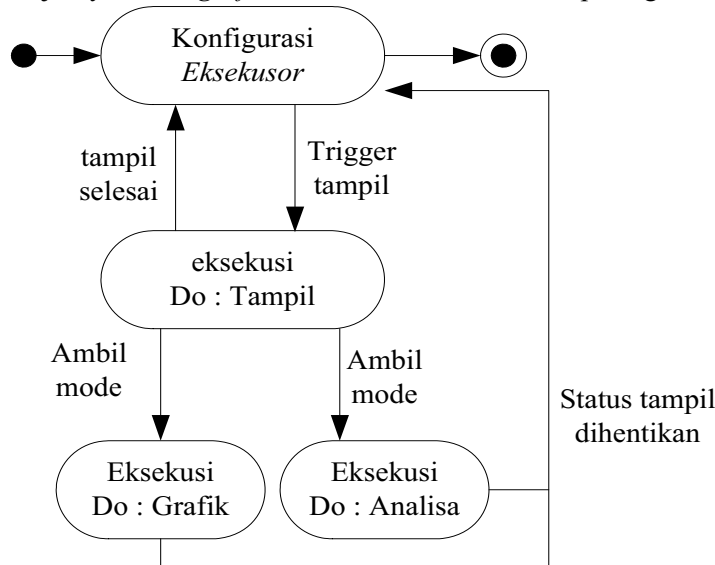 Konfigurasi
Eksekusor
tampil
selesai
Trigger
tampil
eksekusi
Do : Tampil
Ambil
mode
Ambil
mode
Status tampil
dihentikan
Eksekusi
Do : Grafik
Eksekusi
Do : Analisa